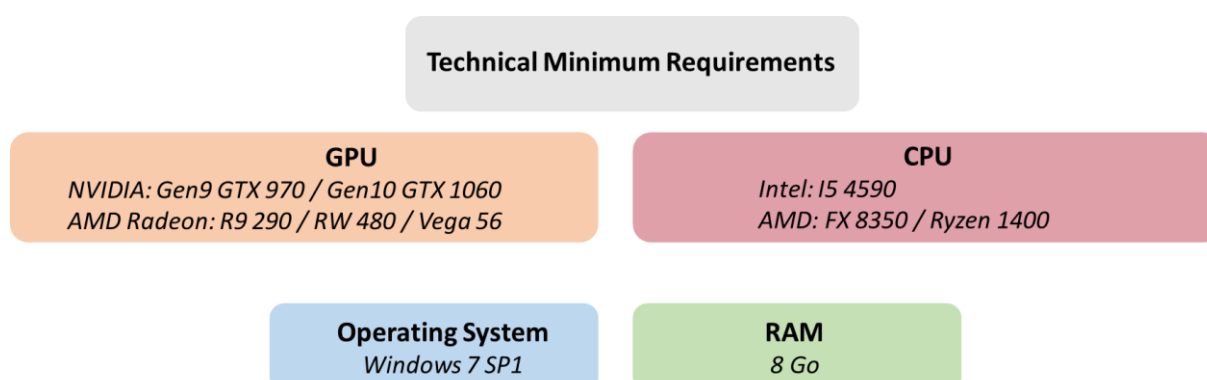 Technical Minimum Requirements
GPU
NVIDIA: Gen9 GTX 970 / Gen10 GTX 1060
AMD Radeon: R9 290 / RW 480 / Vega 56
CPU
Intel: I5 4590
AMD: FX 8350 / Ryzen 1400
Operating System
Windows 7 SP1
RAM
8 Go